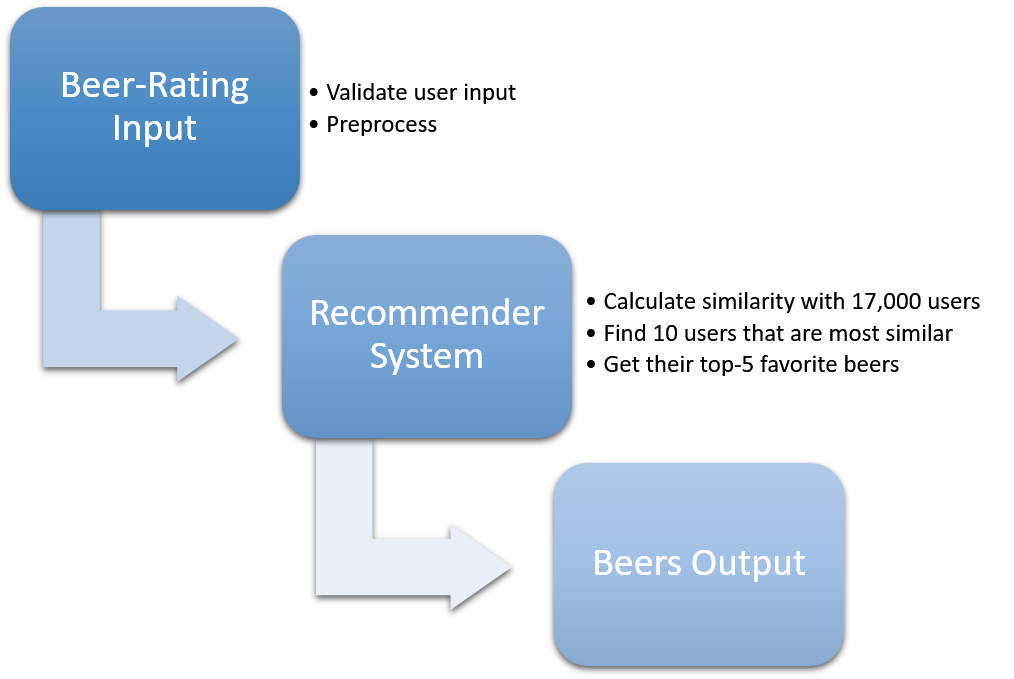 Beer-Rating
Input
• Validate user input
• Preprocess
Recommender
System
• Calculate similarity with 17,000 users
• Find 10 users that are most similar
• Get their top-5 favorite beers
Beers Output